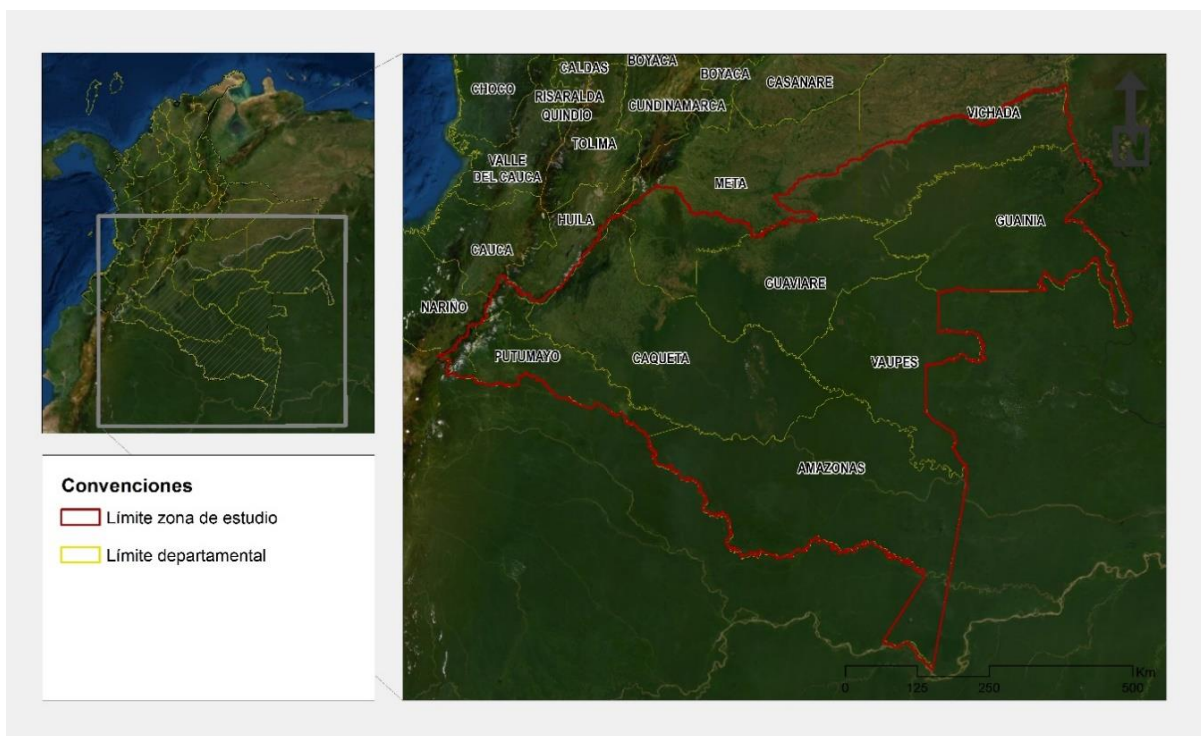 BOYACA
CALDAS
BOYACA
CASANARE
CHOCO
RISARALDA
CUNDINAMARCA
QUINDIO
VICHADA
TOLIMA
VALLE
DEL CAUCA
META
HUILA
GUAINIA
CAUCA
GUAVIARE
NARIÑO
PUTUMAYO
CAQUETA
VAUPES
AMAZONAS
Km
0 125 250 500
Convenciones
Límite zona de estudio
Límite departamental